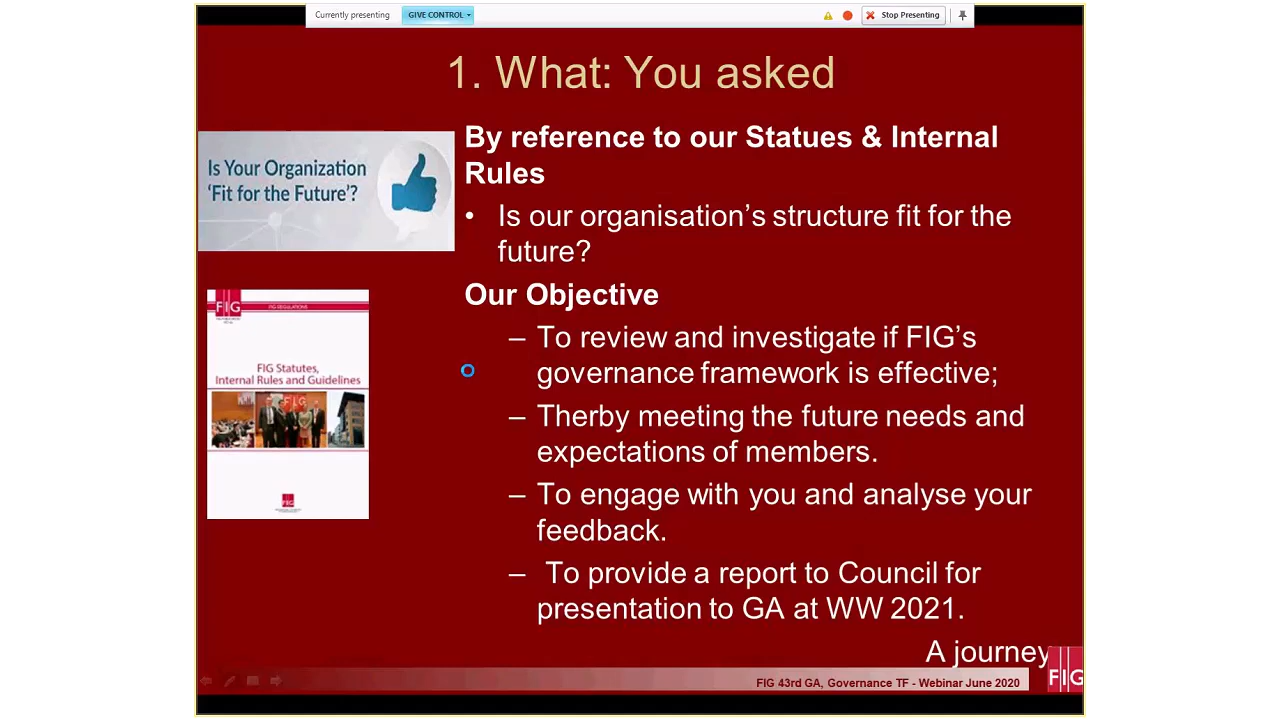 Currently presenting
GIVE CONTROL
Stop Presenting
1. What: You asked
Is Your Organization
'Fit for the Future'?
By reference to our Statues & Internal
Rules
• Is our organisation's structure fit for the
future?
Our Objective
– To review and investigate if FIG's
governance framework is effective;
– Therby meeting the future needs and
expectations of members.
– To engage with you and analyse your
feedback.
– To provide a report to Council for
presentation to GA at WW 2021.
A journey
FIG
FIG REGULATIONS
FIG Statutes,
Internal Rules and Guidelines
FIG
FIG
FIG 43rd GA, Governance TF - Webinar June 2020
FIG